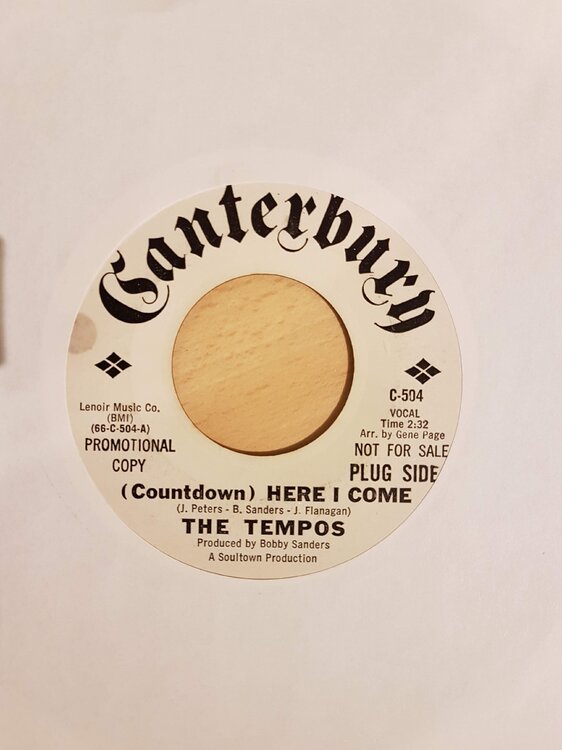 Canterbury
Lenoir Music Co.
(BMI)
(66-C-504-A)
PROMOTIONAL
COPY
C-504
VOCAL
Time 2:32
Arr. by Gene Page
NOT FOR SALE
PLUG SIDE
(Countdown) HERE I COME
(J. Peters - B. Sanders - J. Flanagan)
THE TEMPOS
Produced by Bobby Sanders
A Soultown Production